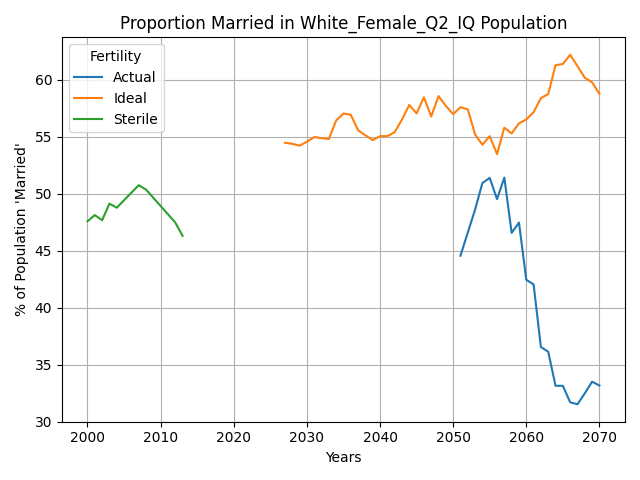 Proportion Married in White_Female_Q2_IQ Population
Fertility
Actual
Ideal
Sterile
% of Population 'Married'
60
55
50
45
40
35
30
2000
2010
2020
2030
2040
2050
2060
2070
Years